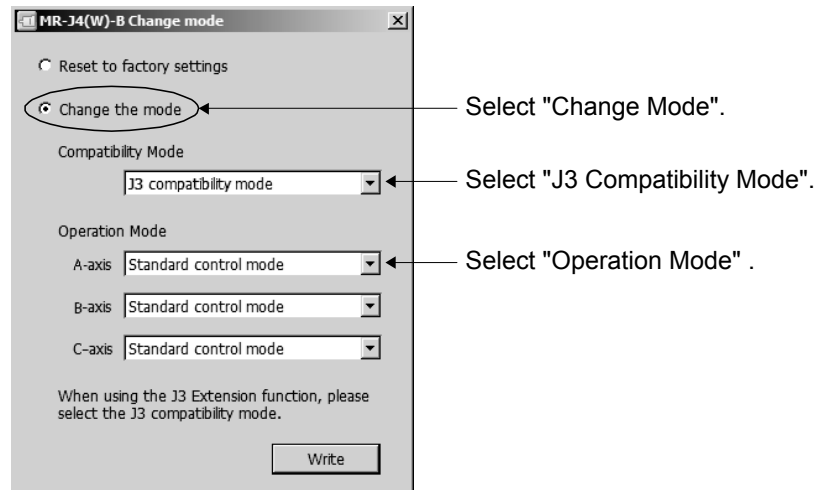 MR-J4(W)-B Change mode
Reset to factory settings
Change the mode
Select "Change Mode".
Compatibility Mode
J3 compatibility mode
Select "J3 Compatibility Mode".
Operation Mode
A-axis Standard control mode
Select "Operation Mode" .
B-axis Standard control mode
C-axis Standard control mode
When using the J3 Extension function, please
select the J3 compatibility mode.
Write